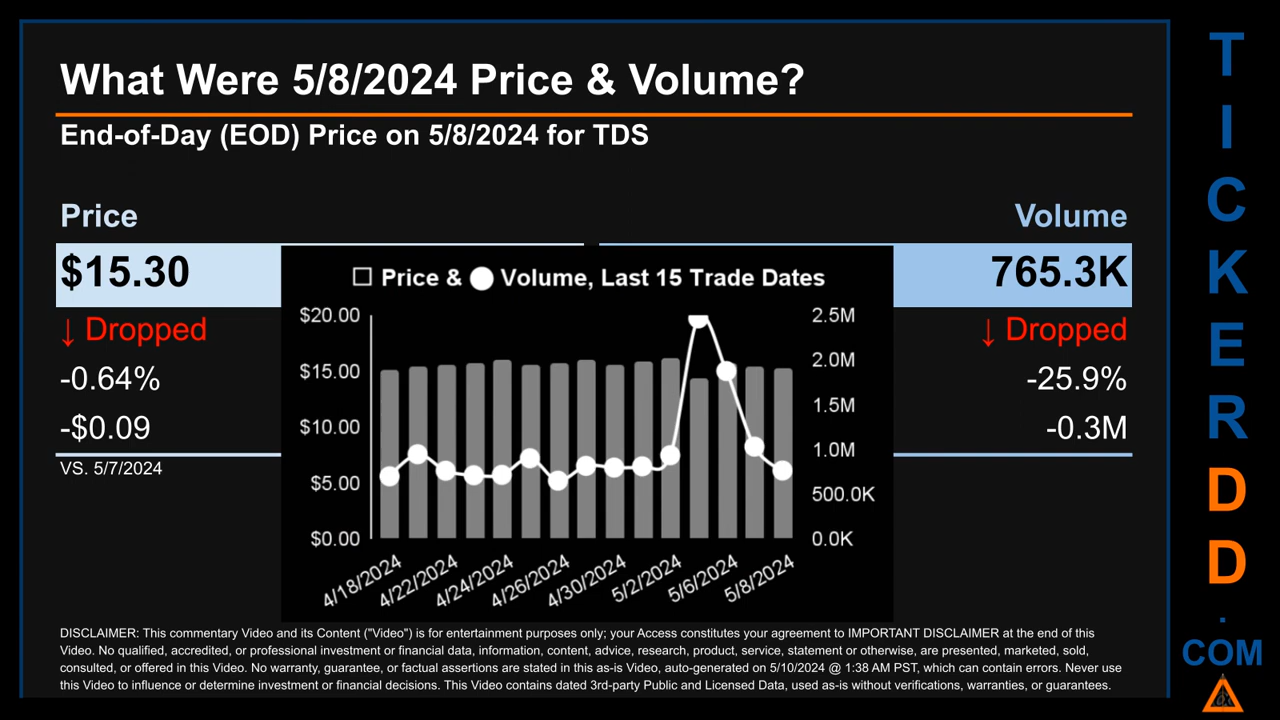 What Were 5/8/2024 Price & Volume?
End-of-Day (EOD) Price on 5/8/2024 for TDS
Price
Volume
$15.30
765.3K
↓ Dropped
↓ Dropped
-0.64%
-25.9%
-$0.09
-0.3M
VS. 5/7/2024
Price & Volume, Last 15 Trade Dates
$20.00
$15.00
$10.00
$5.00
$0.00
2.5M
2.0M
1.5M
1.0M
500.0K
0.0K
4/18/2024
4/22/2024
4/24/2024
4/26/2024
4/30/2024
5/2/2024
5/6/2024
5/8/2024
DISCLAIMER: This commentary Video and its Content ("Video") is for entertainment purposes only; your Access constitutes your agreement to IMPORTANT DISCLAIMER at the end of this
Video. No qualified, accredited, or professional investment or financial data, information, content, advice, research, product, service, statement or otherwise, are presented, marketed, sold,
consulted, or offered in this Video. No warranty, guarantee, or factual assertions are stated in this as-is Video, auto-generated on 5/10/2024 @ 1:38 AM PST, which can contain errors. Never use
this Video to influence or determine investment or financial decisions. This Video contains dated 3rd-party Public and Licensed Data, used as-is without verifications, warranties, or guarantees.
T
I
C
K
E
R
D
D
.
COM